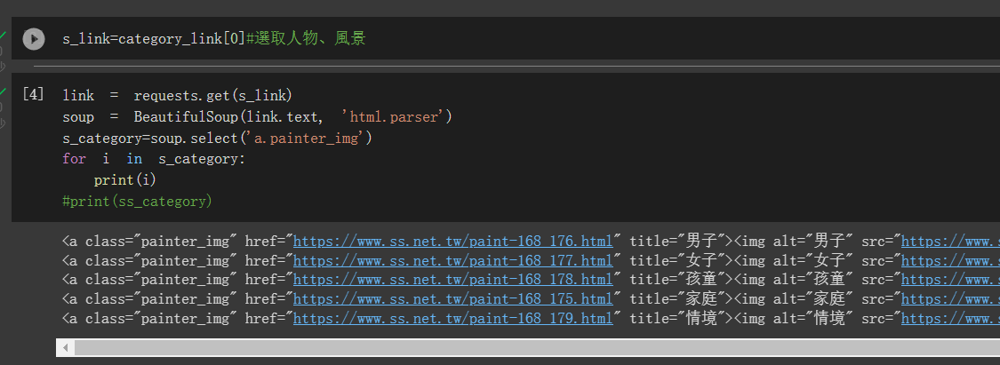 s_link=category_link[0]#選取人物、風景
[4] link = requests.get(s_link)
soup = BeautifulSoup(link.text, 'html.parser')
s_category=soup.select('a.painter_img')
for i in s_category:
print(i)
#print(ss_category)
<a class="painter_img" href="https://www.ss.net.tw/paint-168_176.html" title="男子"><img alt="男子" src="https://www.s
<a class="painter_img" href="https://www.ss.net.tw/paint-168_177.html" title="女子"><img alt="女子" src="https://www.s
<a class="painter_img" href="https://www.ss.net.tw/paint-168_178.html" title="孩童"><img alt="孩童" src="https://www.s
<a class="painter_img" href="https://www.ss.net.tw/paint-168_175.html" title="家庭"><img alt="家庭" src="https://www.s
<a class="painter_img" href="https://www.ss.net.tw/paint-168_179.html" title="情境"><img alt="情境" src="https://www.s